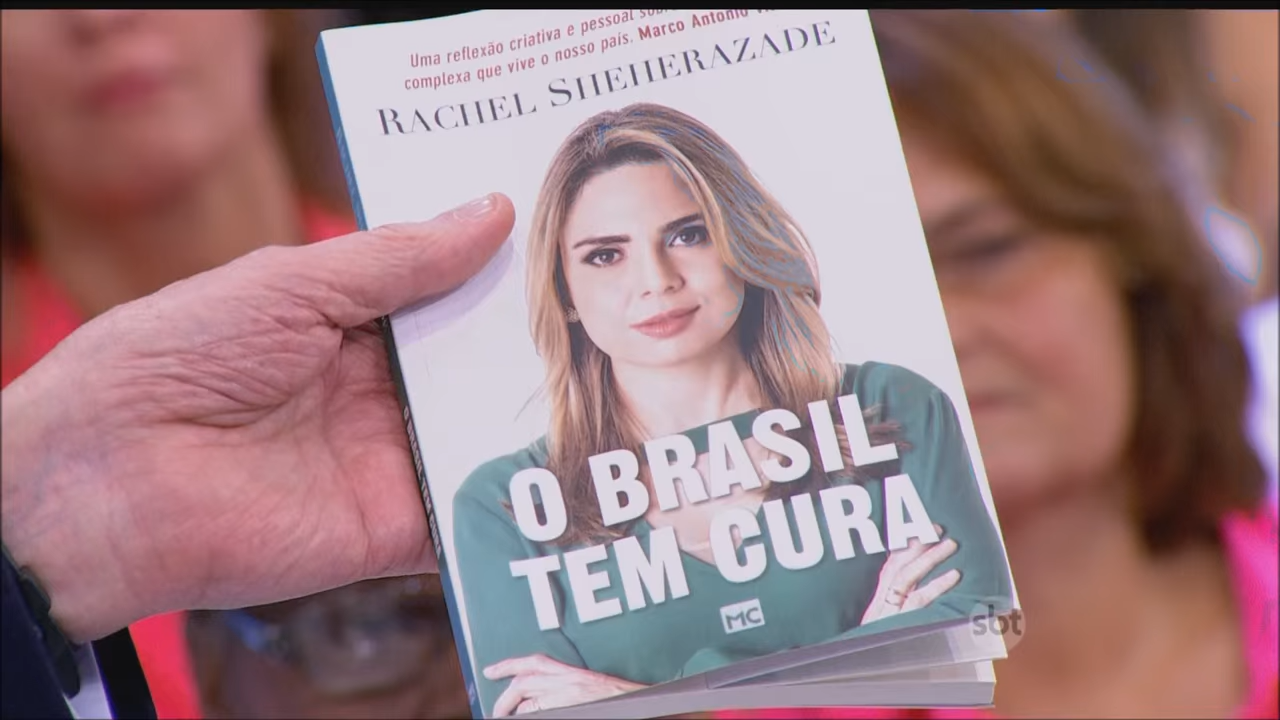 Uma reflexão criativa e pessoal sobre
complexa que vive o nosso país. Marco Antonio
RACHEL SHEHERAZADE
O BRASIL
TEM CURA
MC
sbt